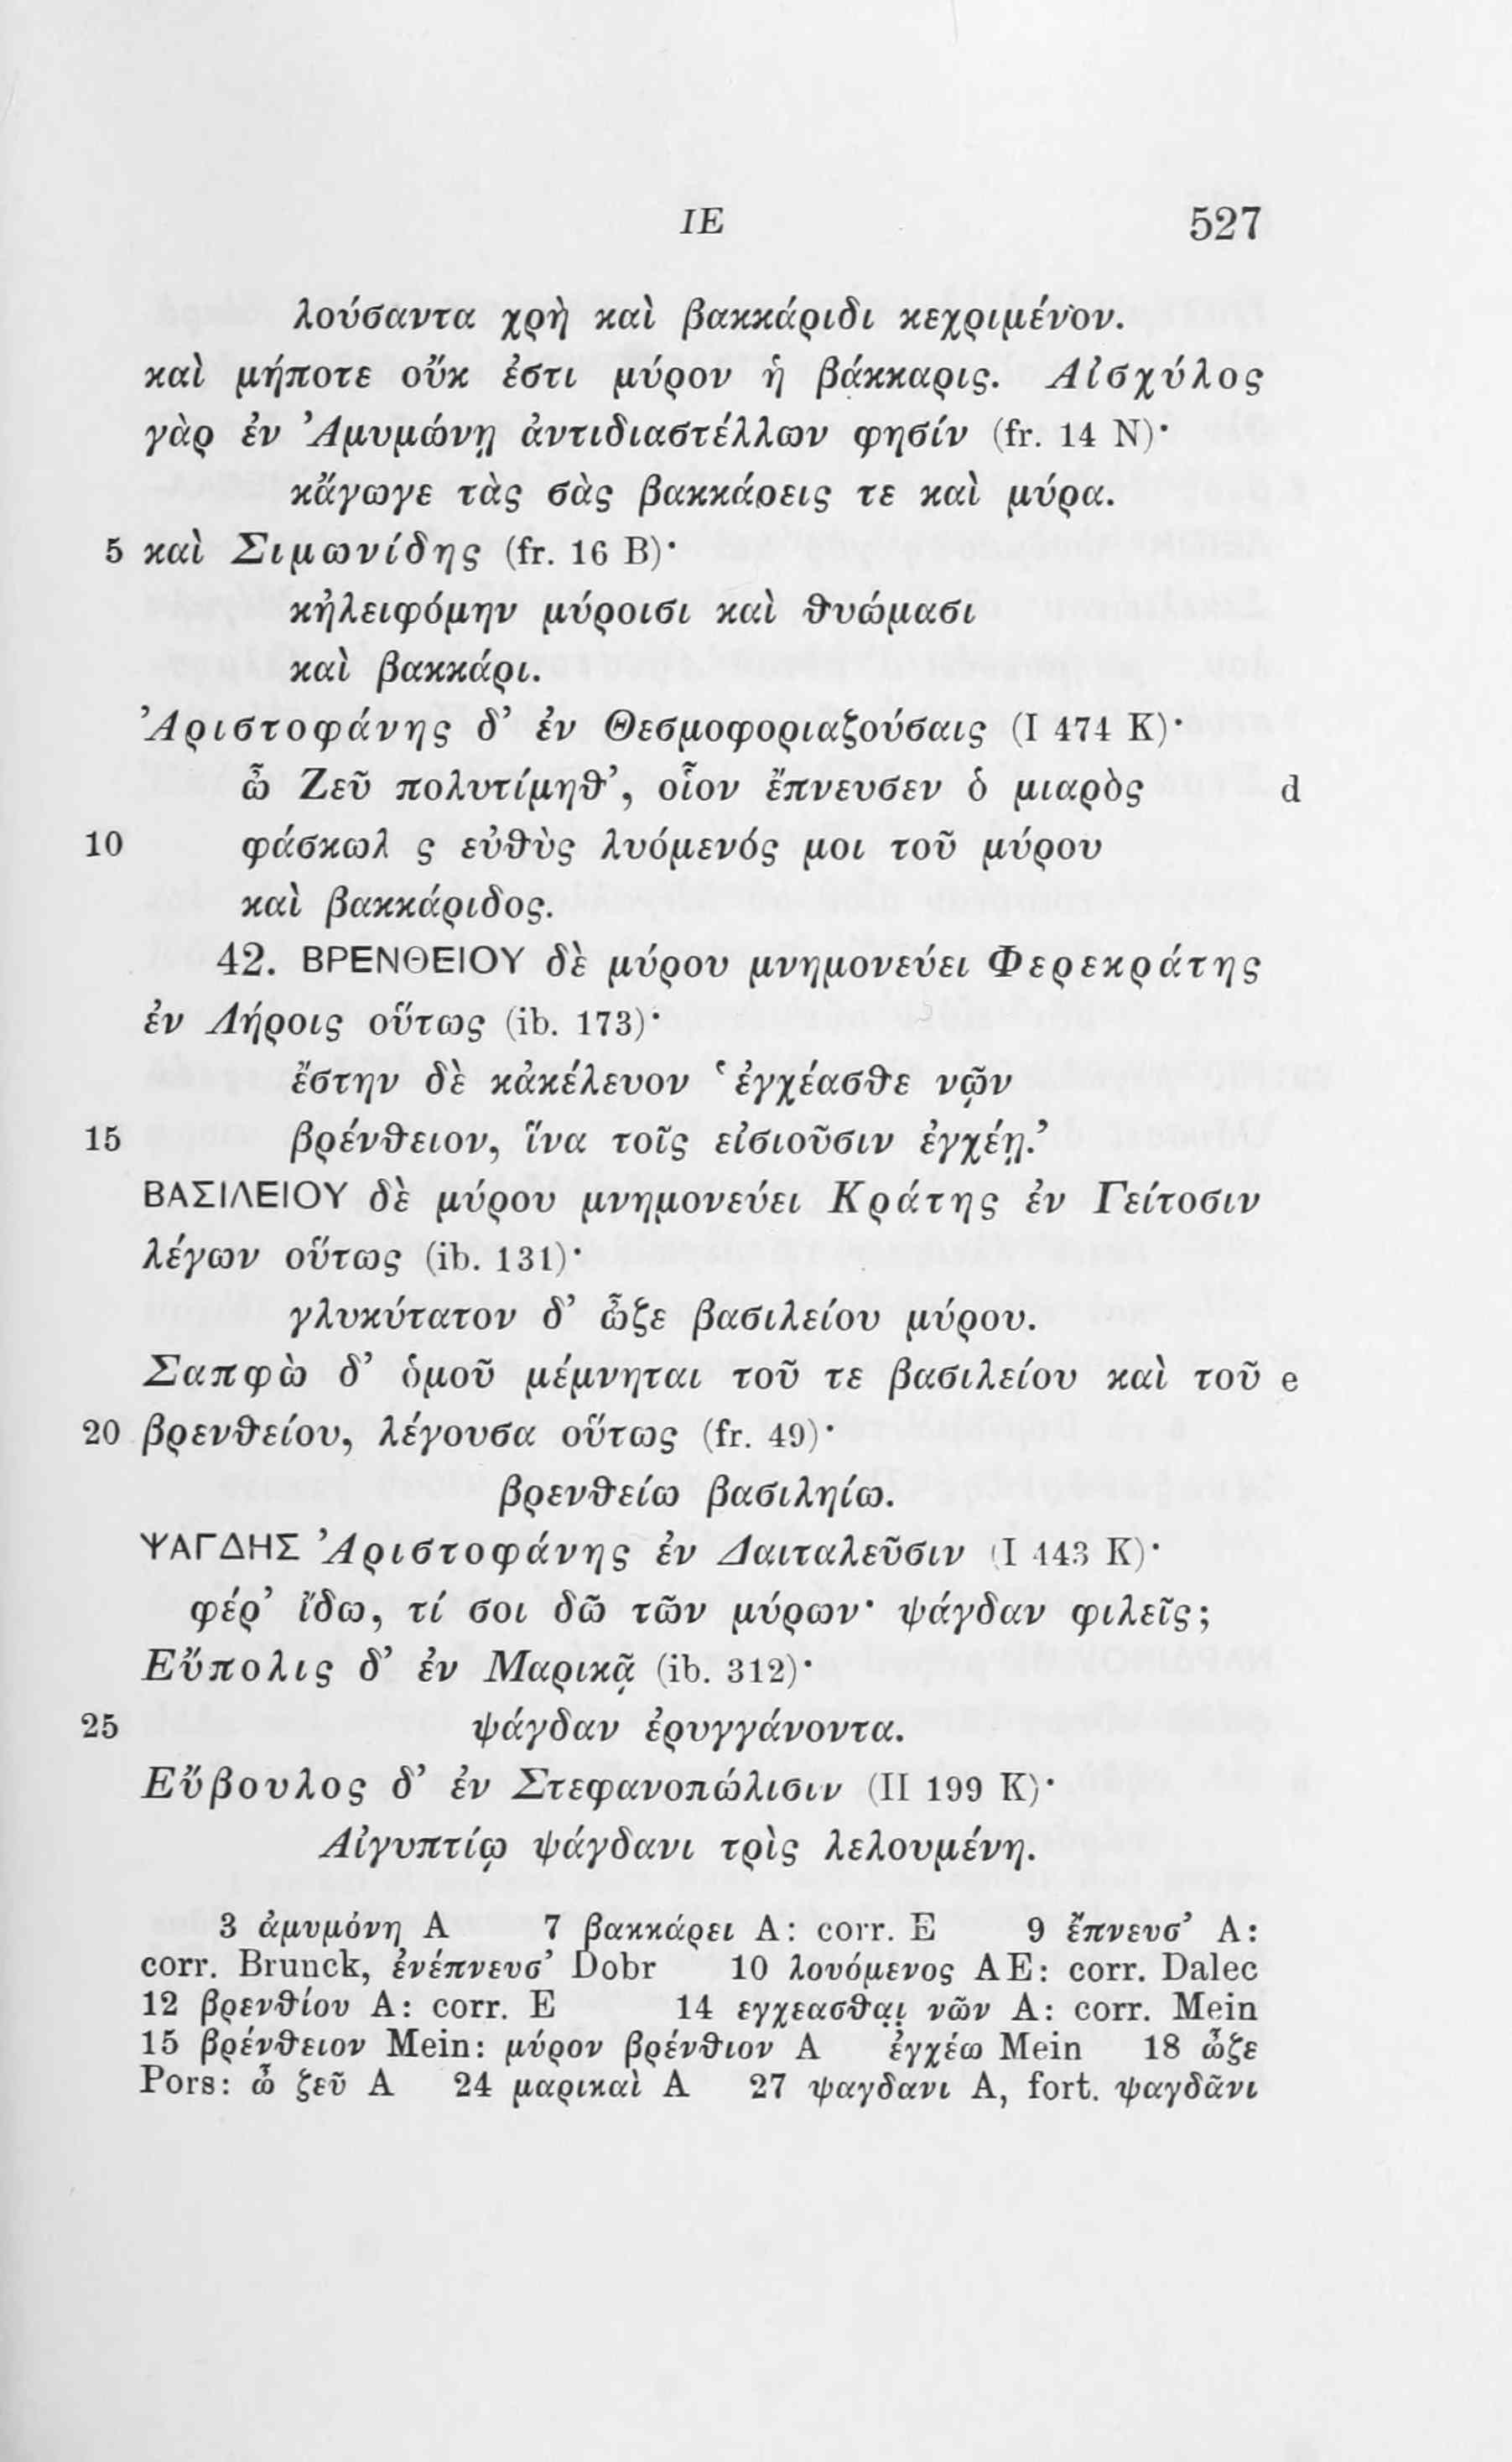 ΙΕ 527
λούσαντα χρὴ καὶ βακκάριδι κεχριμένον.
καὶ μήποτε οὔκ ἐστι μύρον ἡ βάκκαρις. Αἰσχύλος
γὰρ ἐν Ἀμυμώνῃ ἀντιδιαστέλλων φησίν (fr. 14 N)·
κἄγωγε τὰς σὰς βακκάρεις τε καὶ μύρα.
5 καὶ Σιμωνίδης (fr. 16 B)·
κἠλειφόμην μύροισι καὶ θυώμασι
καὶ βακκάρι.
Ἀριστοφάνης δ’ ἐν Θεσμοφοριαζούσαις (I 474 K)·
ὦ Ζεῦ πολυτίμηθ’, οἷον ἔπνευσεν ὁ μιαρὸς d
10 φάσκωλ ς εὐθὺς λυόμενός μοι τοῦ μύρου
καὶ βακκάριδος.
42. ΒΡΕΝΘΕΙΟΥ δὲ μύρου μνημονεύει Φερεκράτης
ἐν Λήροις οὕτως (ib. 173)·
ἔστην δὲ κἀκέλευον ‛ἐγχέασθε νῷν
15 βρένθειον, ἵνα τοῖς εἰσιοῦσιν ἐγχέῃ.’
ΒΑΣΙΛΕΙΟΥ δὲ μύρου μνημονεύει Κράτης ἐν Γείτοσιν
λέγων οὕτως (ib. 131)·
γλυκύτατον δ’ ὦζε βασιλείου μύρου.
Σαπφὼ δ’ ὁμοῦ μέμνηται τοῦ τε βασιλείου καὶ τοῦ e
20 βρενθείου, λέγουσα οὕτως (fr. 49)·
βρενθείω βασιληίω.
ΨΑΓΔΗΣ Ἀριστοφάνης ἐν Δαιταλεῦσιν (I 443 K)·
φέρ’ ἴδω, τί σοι δῶ τῶν μύρων· ψάγδαν φιλεῖς;
Εὔπολις δ’ ἐν Μαρικᾷ (ib. 312)·
25 ψάγδαν ἐρυγγάνοντα.
Εὔβουλος δ’ ἐν Στεφανοπώλισιν (II 199 K)·
Αἰγυπτίῳ ψάγδανι τρὶς λελουμένη.
3 ἀμυμόνη A 7 βακκάρει A: corr. E 9 ἔπνευσ’ A:
corr. Brunck, ἐνέπνευσ’ Dobr 10 λουόμενος AE: corr. Dalec
12 βρενθίου A: corr. E 14 εγχεασθα̣ι̣ νῶν A: corr. Mein
15 βρένθειον Mein: μύρον βρένθιον A ἐγχέω Mein 18 ὦζε
Pors: ὦ ζεῦ A 24 μαρικαὶ A 27 ψαγδανι A, fort. ψαγδᾶνι